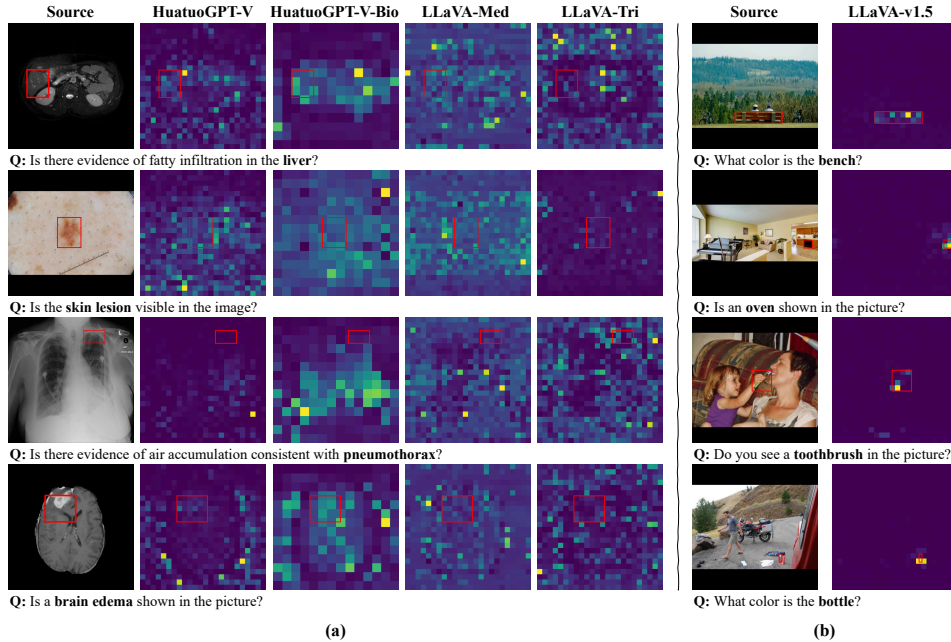 Source HuatuoGPT-V HuatuoGPT-V-Bio LLaVA-Med LLaVA-Tri
Q: Is there evidence of fatty infiltration in the liver?
Q: Is the skin lesion visible in the image?
Q: Is there evidence of air accumulation consistent with pneumothorax?
Q: Is a brain edema shown in the picture?
(a)
Source LLaVA-v1.5
Q: What color is the bench?
Q: Is an oven shown in the picture?
Q: Do you see a toothbrush in the picture?
Q: What color is the bottle?
(b)